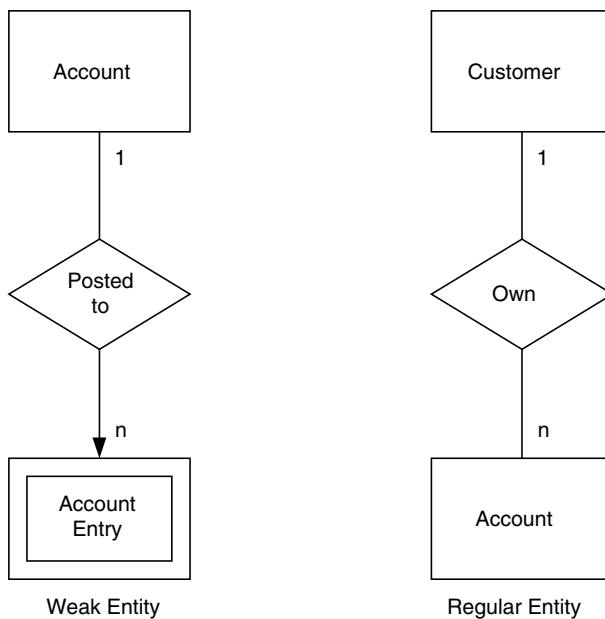 Account
1
Posted
to
n
Account
Entry
Weak Entity
Customer
1
Own
n
Account
Regular Entity